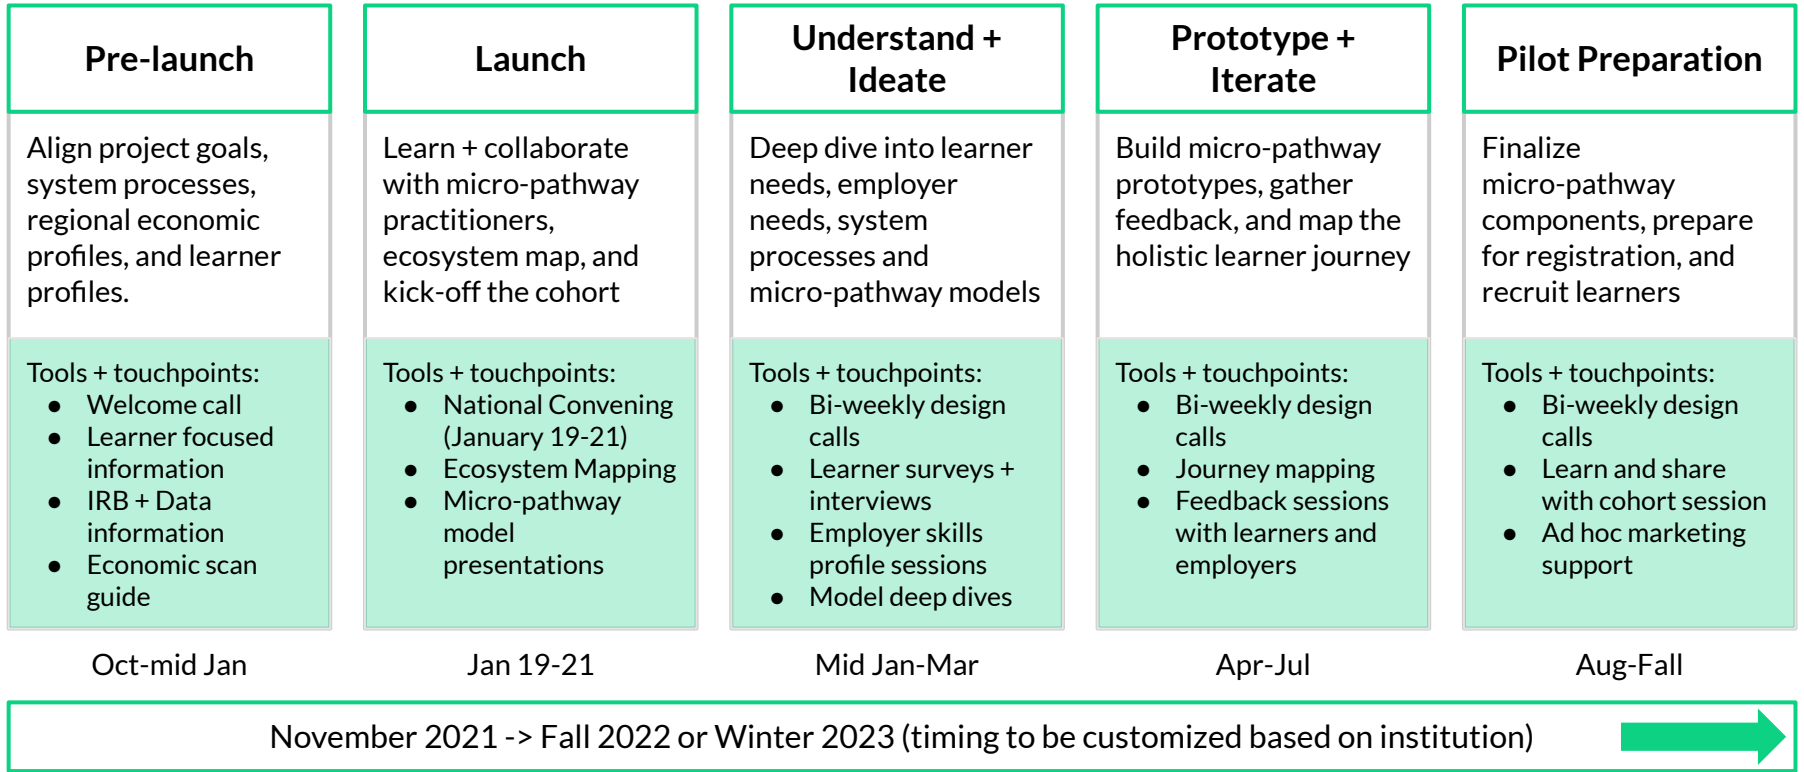 Pre-launch
Align project goals,
system processes,
regional economic
profiles, and learner
profiles.
Tools + touchpoints:
● Welcome call
● Learner focused
information
● IRB + Data
information
● Economic scan
guide
Oct-mid Jan
Launch
Learn + collaborate
with micro-pathway
practitioners,
ecosystem map, and
kick-off the cohort
Tools + touchpoints:
● National Convening
(January 19-21)
● Ecosystem Mapping
● Micro-pathway
model
presentations
Jan 19-21
Understand +
Ideate
Deep dive into learner
needs, employer
needs, system
processes and
micro-pathway models
Tools + touchpoints:
● Bi-weekly design
calls
● Learner surveys +
interviews
● Employer skills
profile sessions
● Model deep dives
Mid Jan-Mar
Prototype +
Iterate
Build micro-pathway
prototypes, gather
feedback, and map the
holistic learner journey
Tools + touchpoints:
● Bi-weekly design
calls
● Journey mapping
● Feedback sessions
with learners and
employers
Apr-Jul
Pilot Preparation
Finalize
micro-pathway
components, prepare
for registration, and
recruit learners
Tools + touchpoints:
● Bi-weekly design
calls
● Learn and share
with cohort session
● Ad hoc marketing
support
Aug-Fall
November 2021 -> Fall 2022 or Winter 2023 (timing to be customized based on institution)